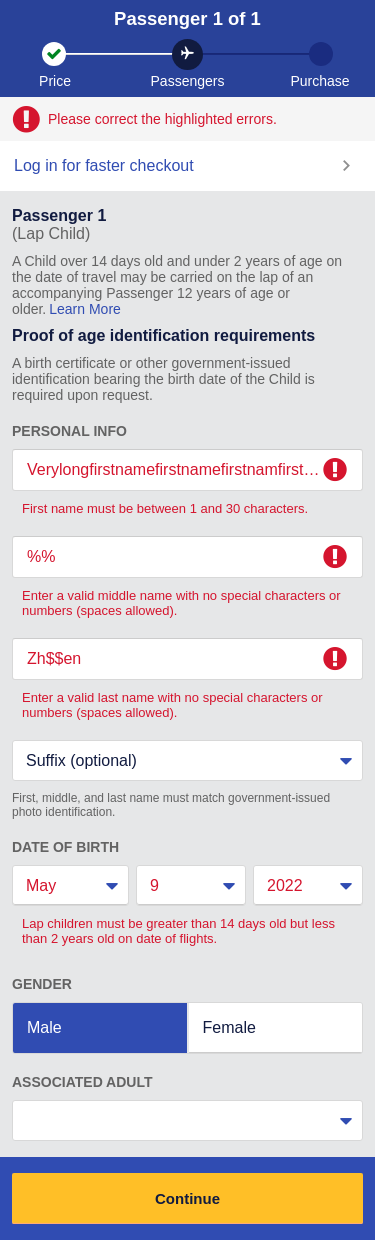 Passenger 1 of 1
Price
Passengers
Purchase
Please correct the highlighted errors.
Log in for faster checkout
Passenger 1
(Lap Child)
A Child over 14 days old and under 2 years of age on
the date of travel may be carried on the lap of an
accompanying Passenger 12 years of age or
older. Learn More
Proof of age identification requirements
A birth certificate or other government-issued
identification bearing the birth date of the Child is
required upon request.
PERSONAL INFO
Verylongfirstnamefirstnamefirstnamfirst…
First name must be between 1 and 30 characters.
%%
Enter a valid middle name with no special characters or
numbers (spaces allowed).
Zh$$en
Enter a valid last name with no special characters or
numbers (spaces allowed).
Suffix (optional)
First, middle, and last name must match government-issued
photo identification.
DATE OF BIRTH
May
9
2022
Lap children must be greater than 14 days old but less
than 2 years old on date of flights.
GENDER
Male
Female
ASSOCIATED ADULT
Continue